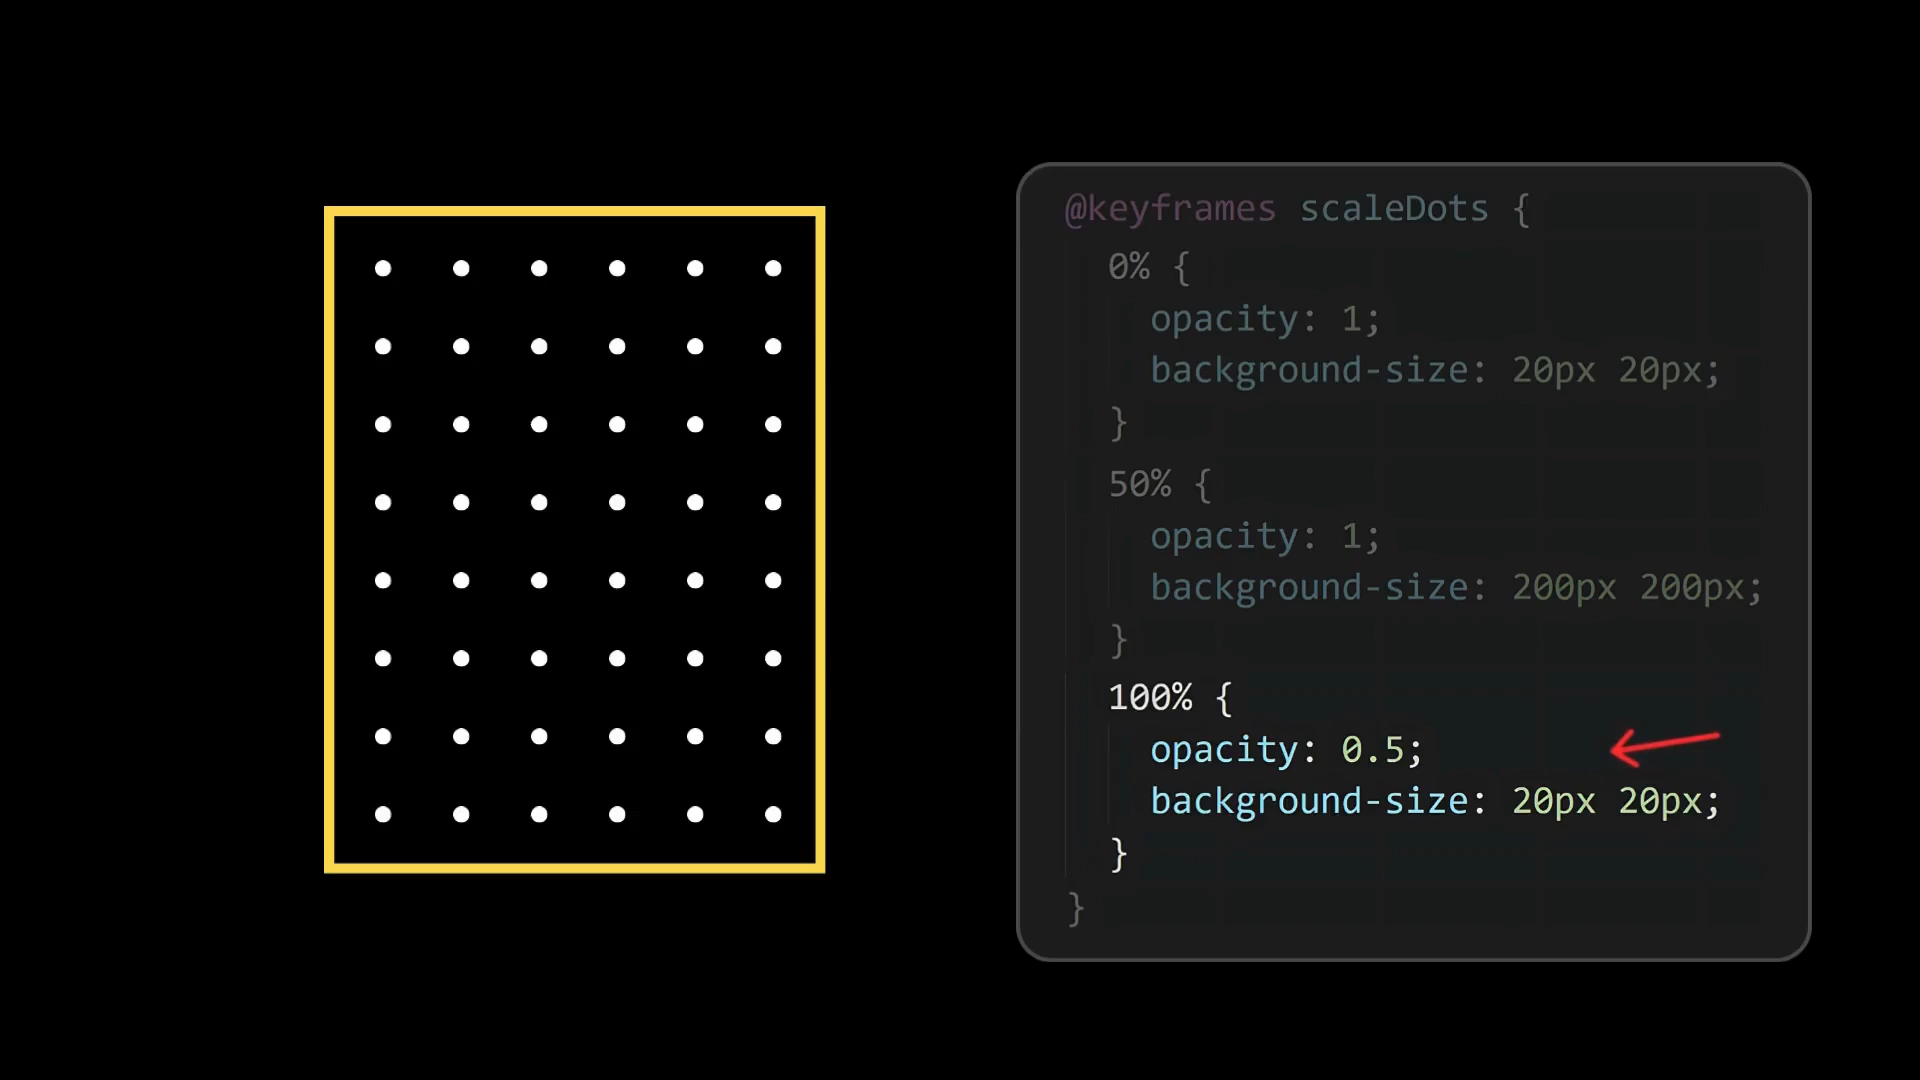 @keyframes scaleDots {
0% {
opacity: 1;
background-size: 20px 20px;
}
50% {
opacity: 1;
background-size: 200px 200px;
}
100% {
opacity: 0.5;
background-size: 20px 20px;
}
}